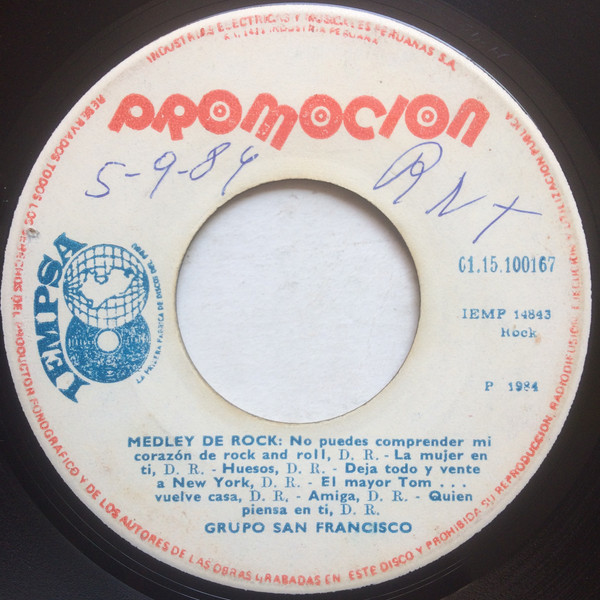 INDUSTRIAS ELECTRICAS Y MUSICALES PERUANAS S.A.
INDUSTRIA PERUANA
PROMOCION
5-9-84
RNT
IEMPSA
LA PRIMERA FABRICA DE DISCOS DEL PERU
01.15.100167
IEMP 14843
Rock
P 1984
MEDLEY DE ROCK: No puedes comprender mi
corazón de rock and roll, D. R. - La mujer en
ti, D. R. - Huesos, D. R. - Deja todo y vente
a New York, D. R. - El mayor Tom . . .
vuelve casa, D. R. - Amiga, D. R. - Quien
piensa en ti, D. R.
GRUPO SAN FRANCISCO
RESERVADOS TODOS LOS DERECHOS DEL PRODUCTOR FONOGRAFICO Y DE LOS AUTORES DE LAS OBRAS GRABADAS EN ESTE DISCO Y PROHIBIDA SU REPRODUCCION, RADIODIFUSION, EJECUCION Y UTILIZACION PUBLICA